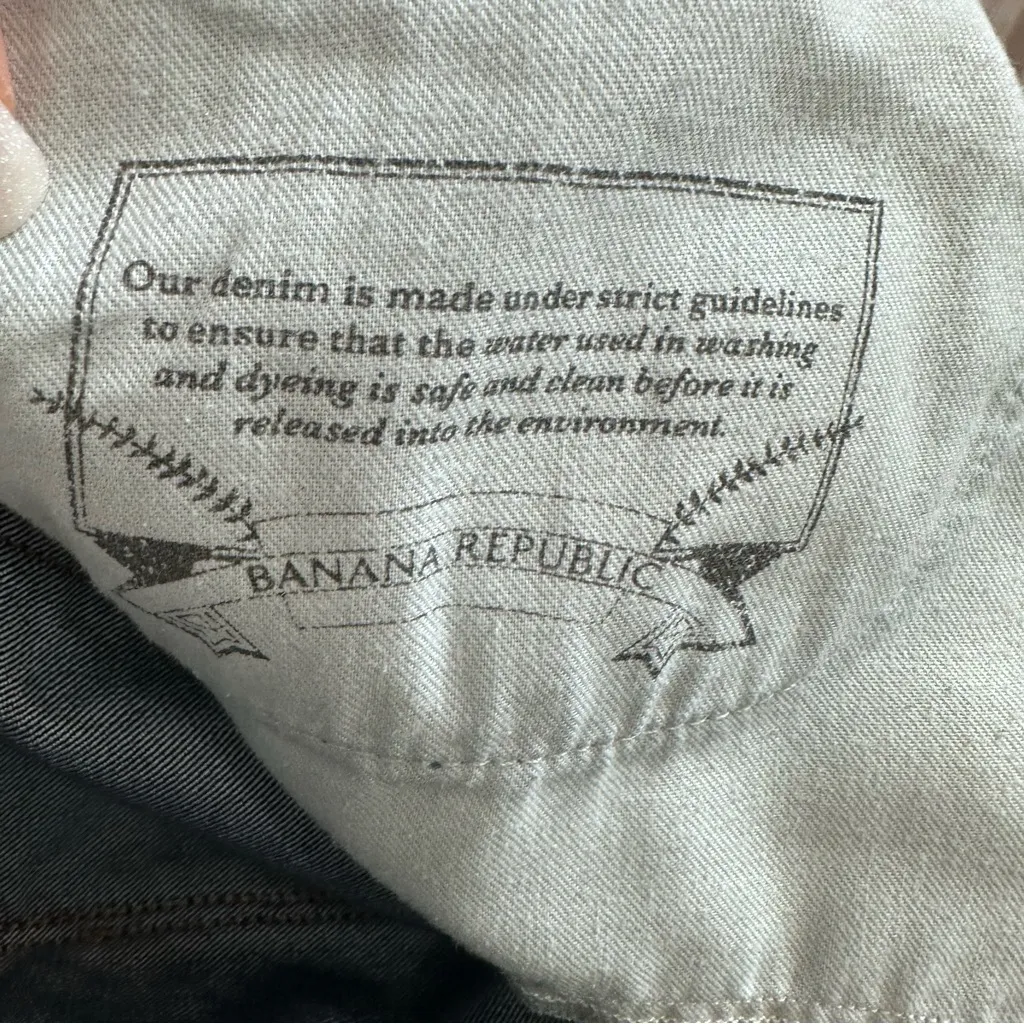 Our denim is made under strict guidelines
to ensure that the water used in washing
and dyeing is safe and clean before it is
released into the environment.
BANANA REPUBLIC